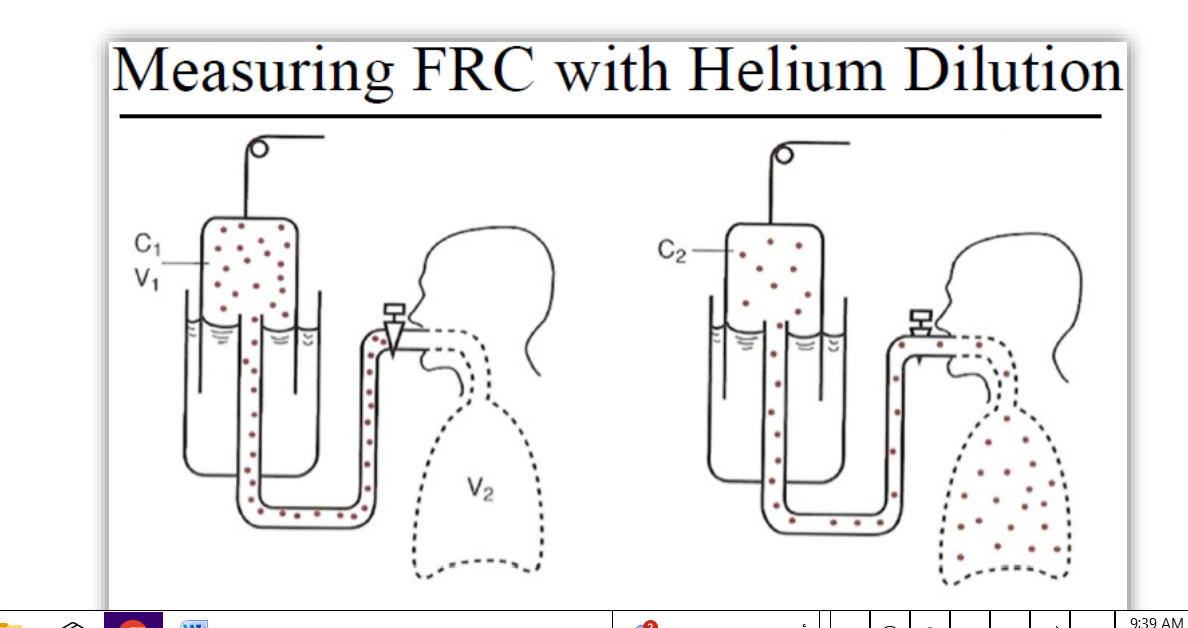 Measuring FRC with Helium Dilution
C₁
V₁
V₂
C₂
9:39 AM